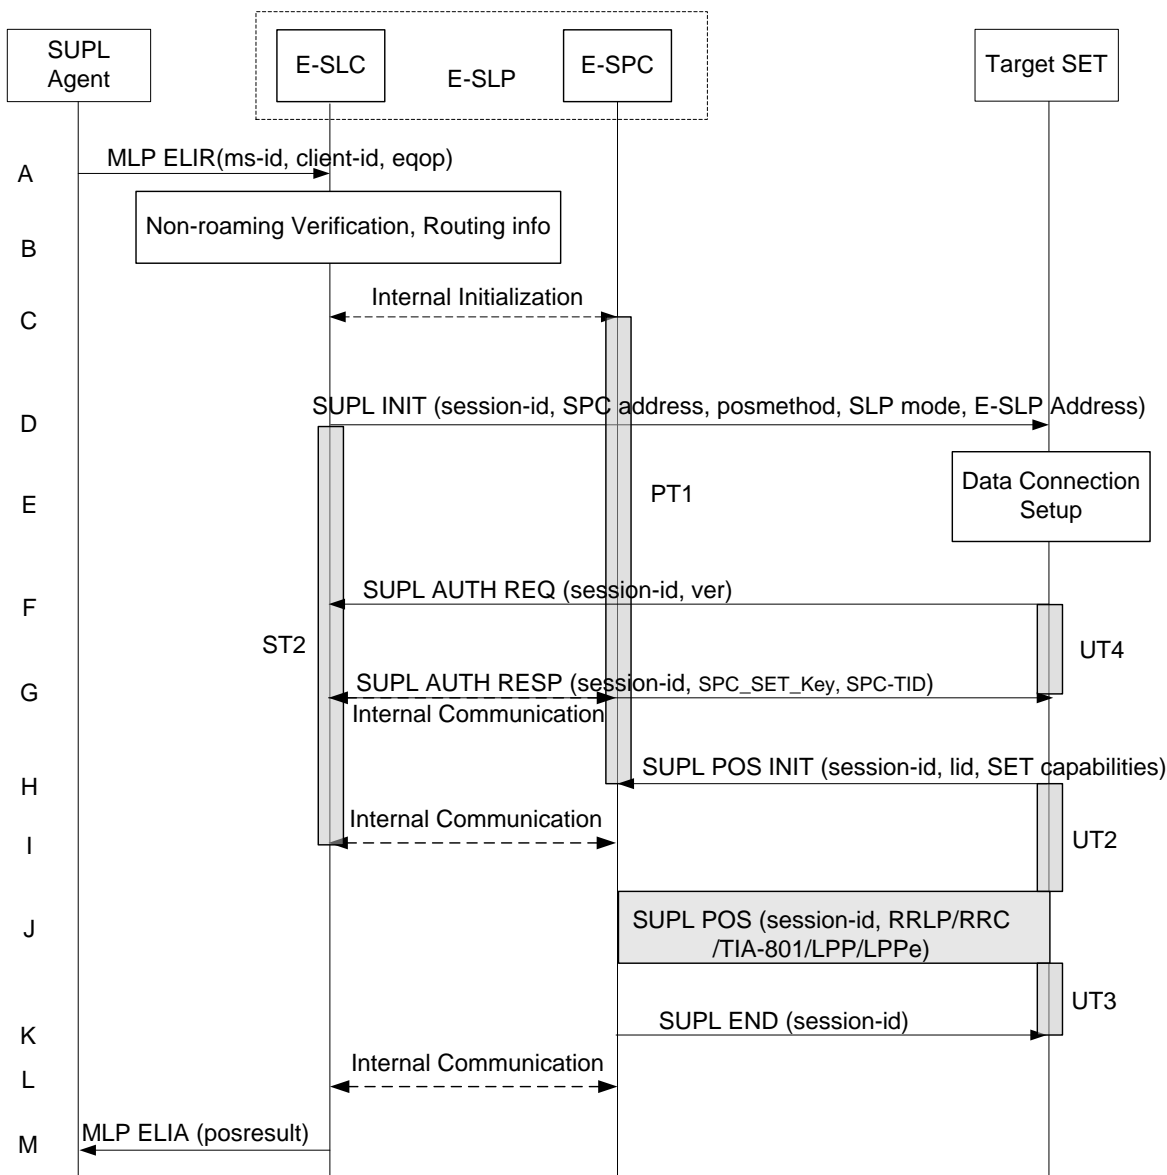 SUPL
Agent
E-SLC
E-SLP
E-SPC
Target SET
A
MLP ELIR(ms-id, client-id, eqop)
B
Non-roaming Verification, Routing info
C
Internal Initialization
D
SUPL INIT (session-id, SPC address, posmethod, SLP mode, E-SLP Address)
E
PT1
Data Connection
Setup
F
SUPL AUTH REQ (session-id, ver)
ST2
UT4
G
SUPL AUTH RESP (session-id, SPC_SET_Key, SPC-TID)
Internal Communication
H
SUPL POS INIT (session-id, lid, SET capabilities)
I
Internal Communication
UT2
J
SUPL POS (session-id, RRLP/RRC
/TIA-801/LPP/LPPe)
UT3
K
SUPL END (session-id)
L
Internal Communication
M
MLP ELIA (posresult)